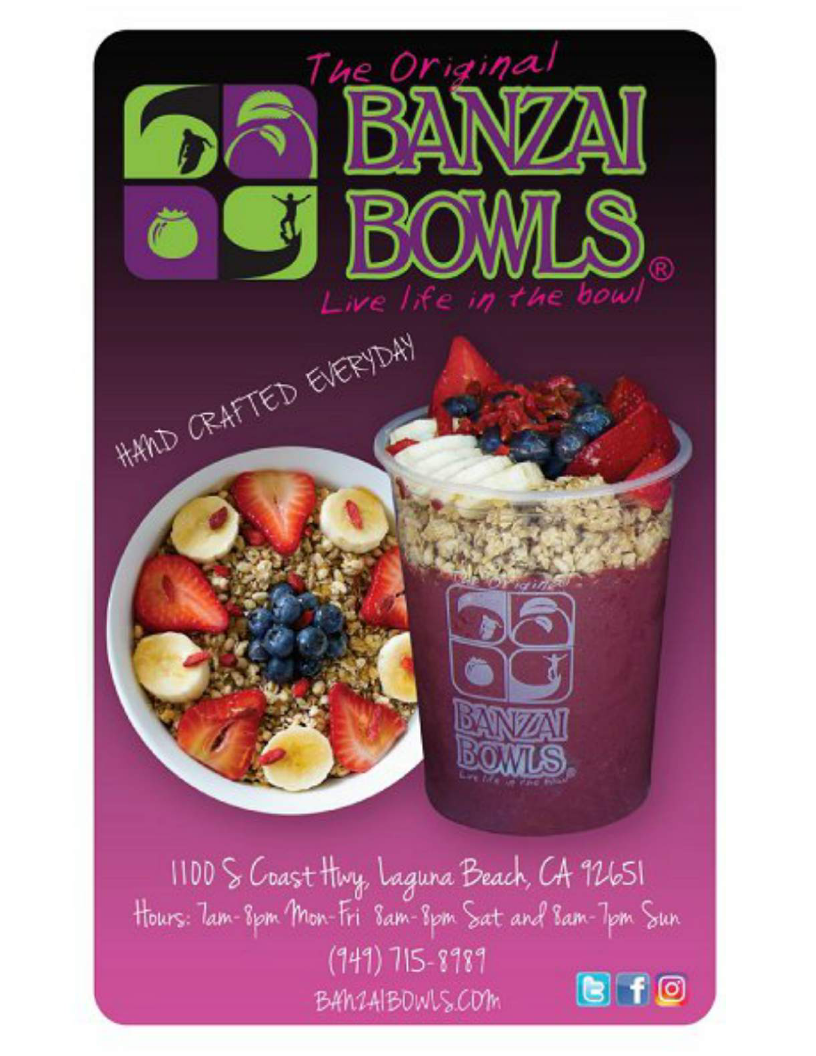 The Original
BANZAI
BOWLS®
Live life in the bowl
HAND CRAFTED EVERYDAY
The Original
BANZAI
BOWLS®
Live life in the bowl
1100 S Coast Hwy, Laguna Beach, CA 92651
Hours: 7am-8pm Mon-Fri 8am-8pm Sat and 8am-7pm Sun
(949) 715-8989
BANZAIBOWLS.COM